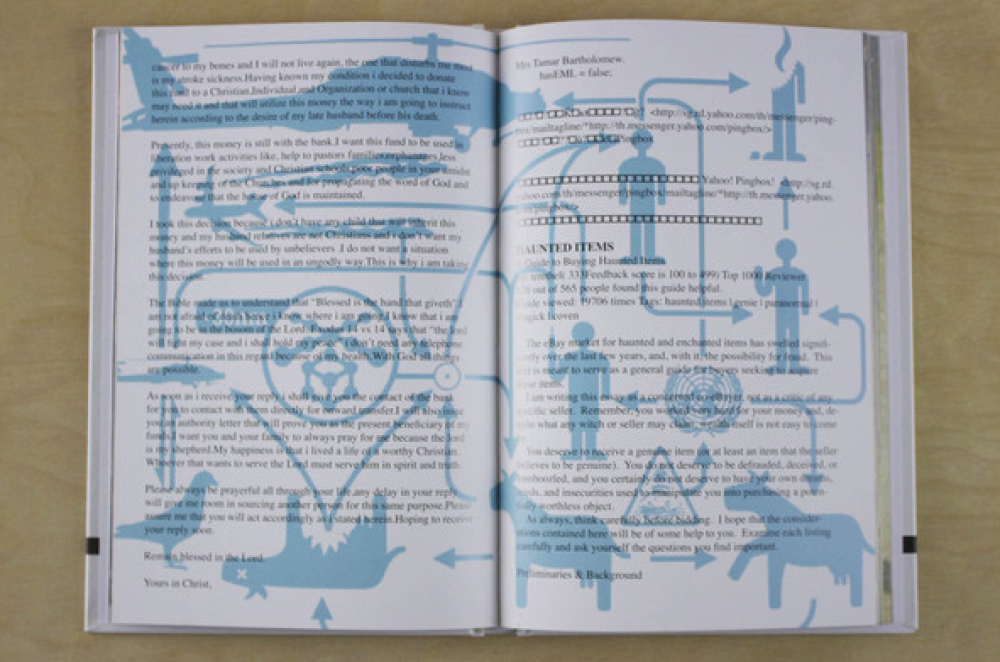 cancer to my bones and I will not live again, the one that disturbs me most
is my stroke sickness.Having known my condition i decided to donate
this fund to a Christian,Individual,and Organization or church that i know
may need it and that will utilize this money the way i am going to instruct
herein according to the desire of my late husband before his death.
Presently, this money is still with the bank.I want this fund to be used in
liberation work activities like, help to pastors families,orphanages,less
privileged in the society and Christian schools,poor people in your midst
and up keeping of the Churches and for propagating the word of God and
to endeavour that the house of God is maintained.
I took this decision because i don't have any child that will inherit this
money and my husband relatives are not Christians and i don't want my
husband's efforts to be used by unbelievers .I do not want a situation
where this money will be used in an ungodly way.This is why i am taking
this decision.
The Bible made us to understand that "Blessed is the hand that giveth".I
am not afraid of death hence i know where i am going.I know that i am
going to be in the bosom of the Lord. Exodus 14 vs 14 says that "the lord
will fight my case and i shall hold my peace". i don't need any telephone
communication in this regard because of my health.With God all things
are possible.
As soon as i receive your reply i shall give you the contact of the bank
for you to contact with them directly for onward transfer.I will also
your an authority letter that will prove you as the present beneficiary of my
funds.I want you and your family to always pray for me because the lord
is my shepherd.My happiness is that i lived a life of a worthy Christian.
Whoever that wants to serve the Lord must serve him in spirit and truth.
Please always be prayerful all through your life,any delay in your reply
will give me room in sourcing another person for this same purpose.Please
assure me that you will act accordingly as i stated herein.Hoping to receive
your reply soon.
Remain blessed in the Lord.
Yours in Christ,
Mrs Tamar Bartholomew.
hasEML = false;
<http://sg.rd.yahoo.com/th/messenger/ping-
box/mailtagline/*http://th.messenger.yahoo.com/pingbox/>
Pingbox
Yahoo! Pingbox! <http://sg.rd.
yahoo.com/th/messenger/pingbox/mailtagline/*http://th.messenger.yahoo.
HAUNTED ITEMS
Guide to Buying Haunted Items
( 333Feedback score is 100 to 499) Top 1000 Reviewer
out of 565 people found this guide helpful.
Guide viewed: 19706 times Tags: haunted items | genie | paranormal |
magick | coven
The eBay market for haunted and enchanted items has swelled signifi-
cantly over the last few years, and, with it, the possibility for fraud. This
is meant to serve as a general guide for buyers seeking to acquire
these items.
I am writing this essay as a concerned co-eBayer, not as a critic of any
specific seller. Remember, you worked very hard for your money and, de-
spite what any witch or seller may claim, wealth itself is not easy to come
by.
You deserve to receive a genuine item (or at least an item that the seller
believes to be genuine). You do not deserve to be defrauded, deceived, or
bamboozled, and you certainly do not deserve to have your own desires,
needs, and insecurities used to manipulate you into purchasing a poten-
tially worthless object.
As always, think carefully before bidding. I hope that the consider-
ations contained here will be of some help to you. Examine each listing
carefully and ask yourself the questions you find important.
Preliminaries & Background